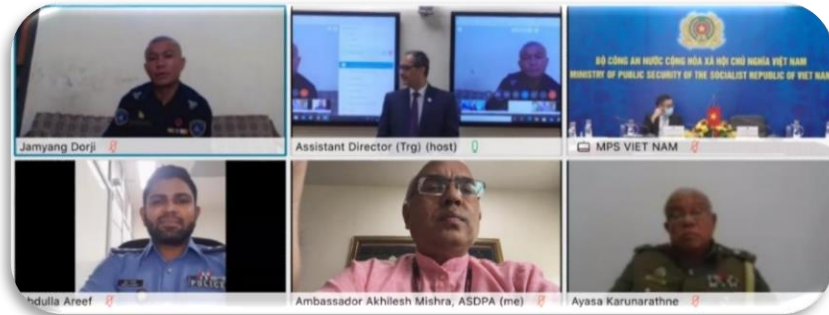 BỘ CÔNG AN NƯỚC CỘNG HÒA XÃ HỘI CHỦ NGHĨA VIỆT NAM
MINISTRY OF PUBLIC SECURITY OF THE SOCIALIST REPUBLIC OF VIET NAM
Jamyang Dorji
Assistant Director (Trg) (host)
MPS VIET NAM
POLICE
bdulla Areef
Ambassador Akhilesh Mishra, ASDPA (me)
Ayasa Karunarathne